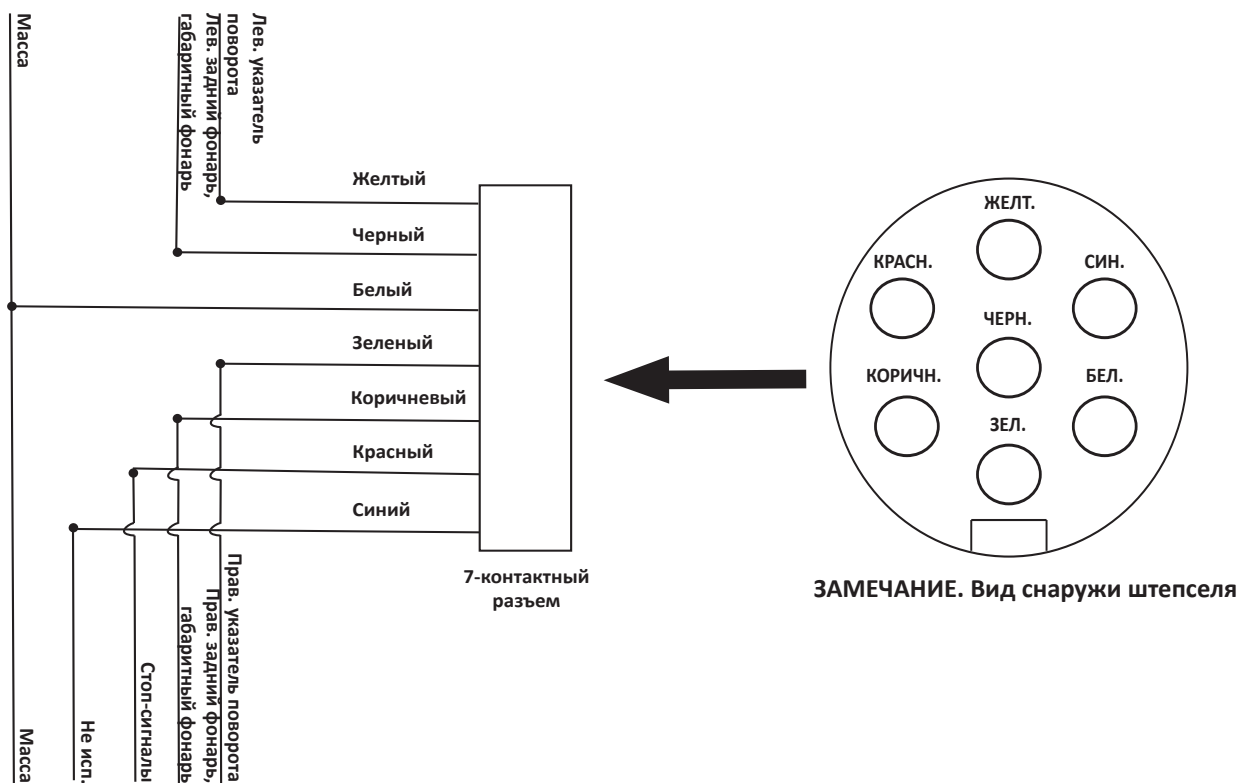 Масса
Лев. указатель
поворота
Лев. задний фонарь,
габаритный фонарь
Желтый
Черный
Белый
Зеленый
Коричневый
Красный
Синий
7-контактный
разъем
Прав. указатель поворота
Прав. задний фонарь,
габаритный фонарь
Стоп-сигналы
Не исп.
Масса
ЖЕЛТ.
КРАСН.
СИН.
ЧЕРН.
КОРИЧН.
БЕЛ.
ЗЕЛ.
ЗАМЕЧАНИЕ. Вид снаружи штепселя